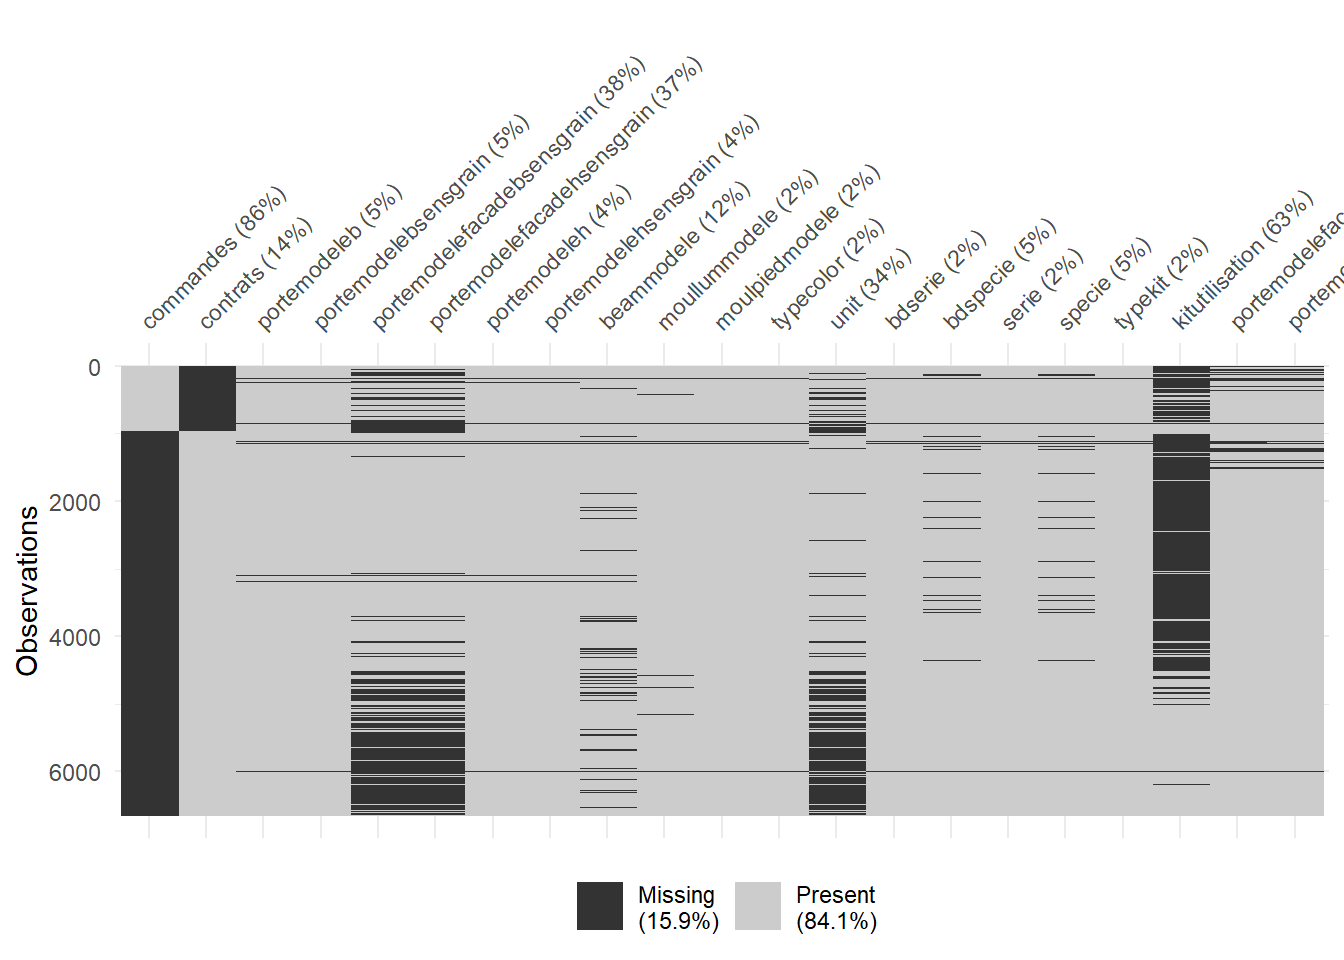 commandes (86%)
contrats (14%)
portemodeleb (5%)
portemodelebsensgrain (5%)
portemodelefacadebsensgrain (38%)
portemodelefacadehsensgrain (37%)
portemodeleh (4%)
portemodelehsensgrain (4%)
beammodele (12%)
moullummodele (2%)
moulpiedmodele (2%)
typecolor (2%)
unit (34%)
bdserie (2%)
bdspecie (5%)
serie (2%)
specie (5%)
typekit (2%)
kitutilisation (63%)
portemodelefac
portemo
0
2000
4000
6000
Observations
Missing
(15.9%)
Present
(84.1%)